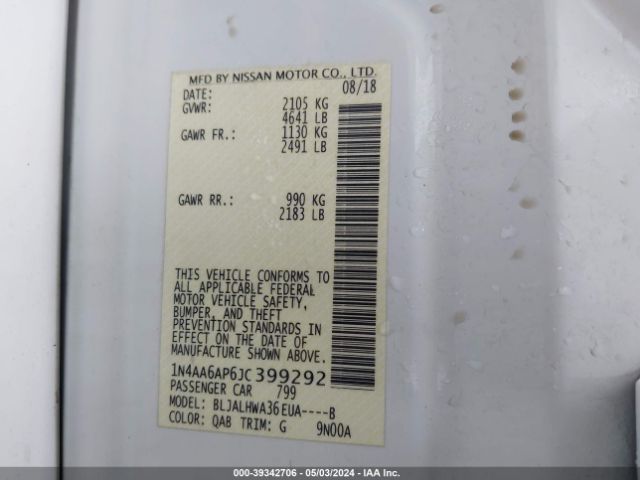 MFD BY NISSAN MOTOR CO., LTD.
DATE: 08/18
GVWR: 2105 KG
4641 LB
GAWR FR.: 1130 KG
2491 LB
GAWR RR.: 990 KG
2183 LB
THIS VEHICLE CONFORMS TO
ALL APPLICABLE FEDERAL
MOTOR VEHICLE SAFETY,
BUMPER, AND THEFT
PREVENTION STANDARDS IN
EFFECT ON THE DATE OF
MANUFACTURE SHOWN ABOVE.
1N4AA6AP6JC399292
PASSENGER CAR 799
MODEL: BLJALHWA36EUA----B
COLOR: QAB TRIM: G 9N00A
000-39342706 - 05/03/2024 - IAA Inc.